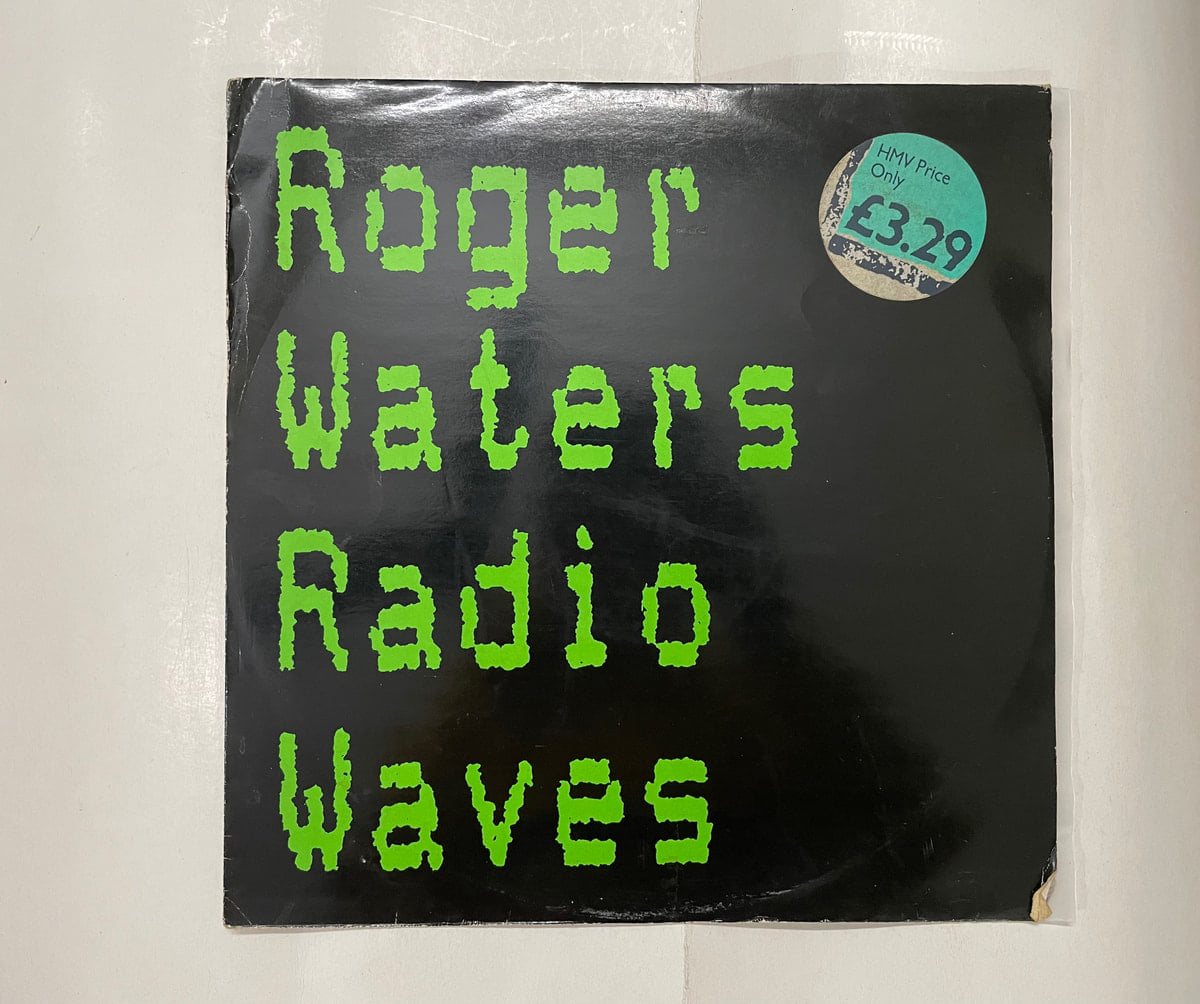 Roger
Waters
Radio
Waves
HMV Price
Only
£3.29